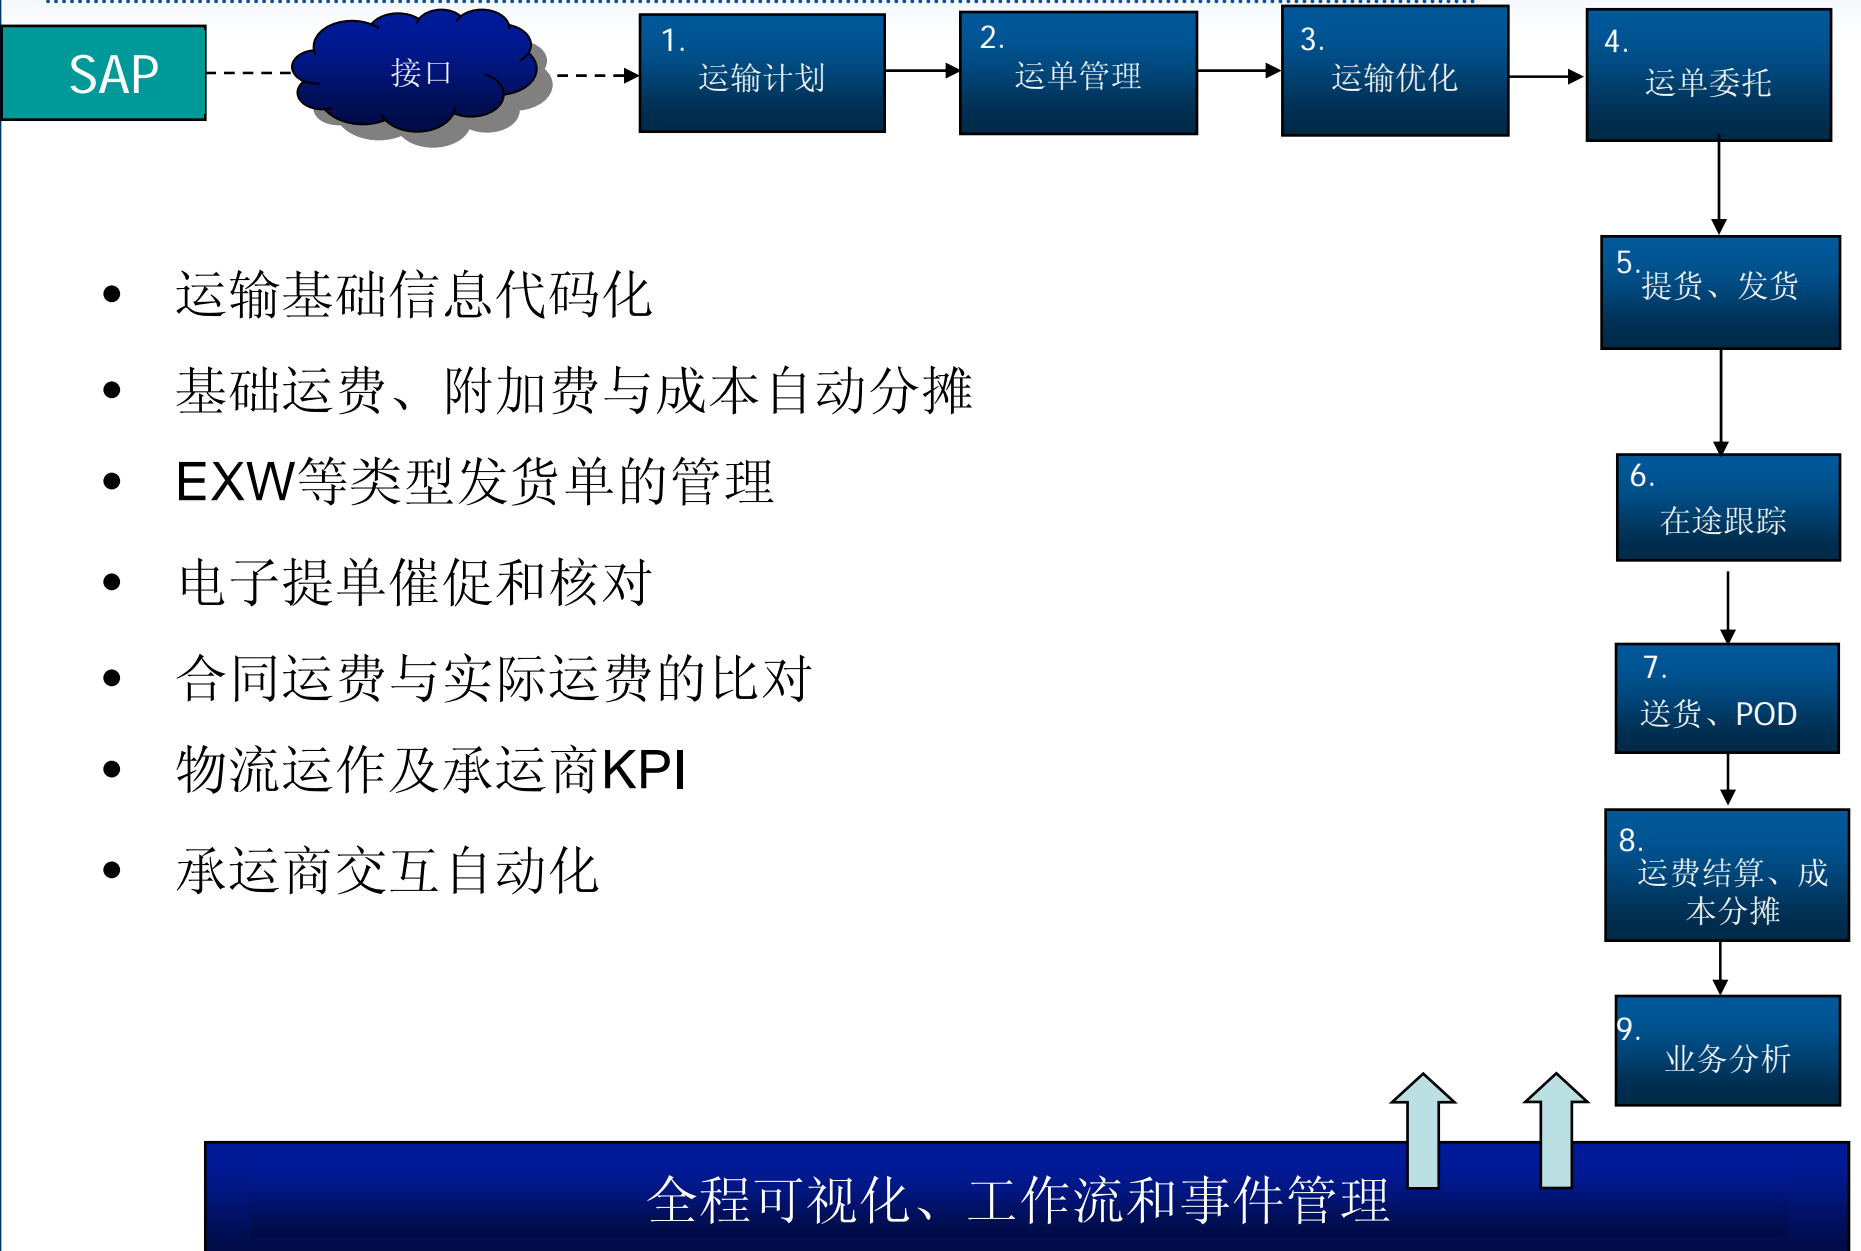 SAP
接口
1.
运输计划
2.
运单管理
3.
运输优化
4.
运单委托
5.
提货、发货
6.
在途跟踪
7.
送货、POD
8.
运费结算、成
本分摊
9.
业务分析
• 运输基础信息代码化
• 基础运费、附加费与成本自动分摊
• EXW等类型发货单的管理
• 电子提单催促和核对
• 合同运费与实际运费的比对
• 物流运作及承运商KPI
• 承运商交互自动化
全程可视化、工作流和事件管理